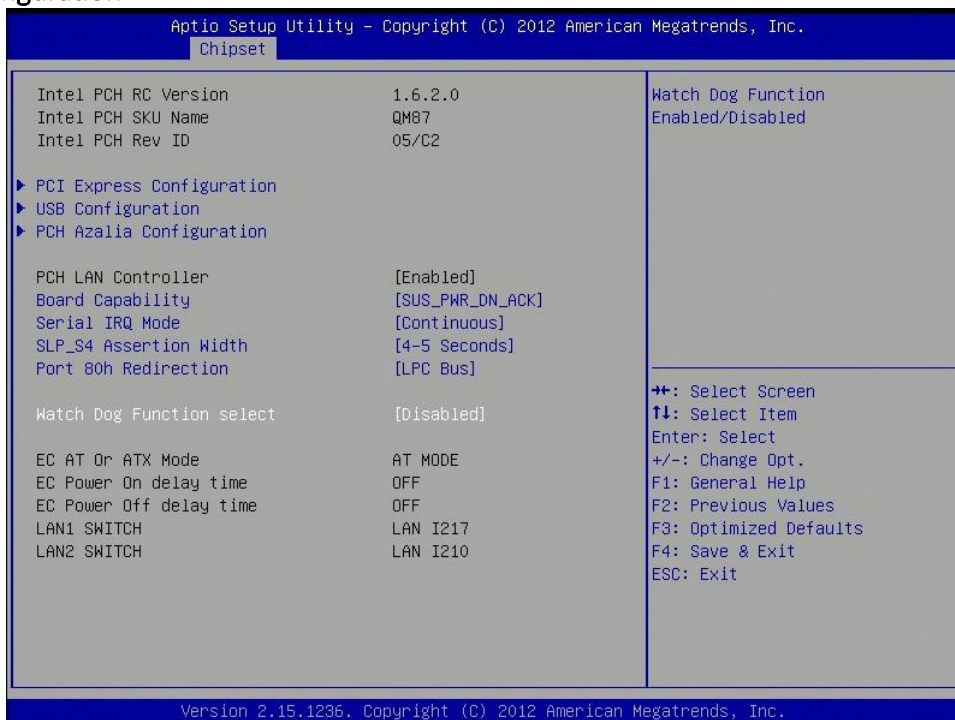 Aptio Setup Utility – Copyright (C) 2012 American Megatrends, Inc.
Chipset
Intel PCH RC Version 1.6.2.0
Intel PCH SKU Name QM87
Intel PCH Rev ID 05/C2
PCI Express Configuration
USB Configuration
PCH Azalia Configuration
PCH LAN Controller [Enabled]
Board Capability [SUS_PWR_DN_ACK]
Serial IRQ Mode [Continuous]
SLP_S4 Assertion Width [4-5 Seconds]
Port 80h Redirection [LPC Bus]
Watch Dog Function select [Disabled]
EC AT Or ATX Mode AT MODE
EC Power On delay time OFF
EC Power Off delay time OFF
LAN1 SWITCH LAN I217
LAN2 SWITCH LAN I210
Watch Dog Function
Enabled/Disabled
→←: Select Screen
↑↓: Select Item
Enter: Select
+/-: Change Opt.
F1: General Help
F2: Previous Values
F3: Optimized Defaults
F4: Save & Exit
ESC: Exit
Version 2.15.1236. Copyright (C) 2012 American Megatrends, Inc.